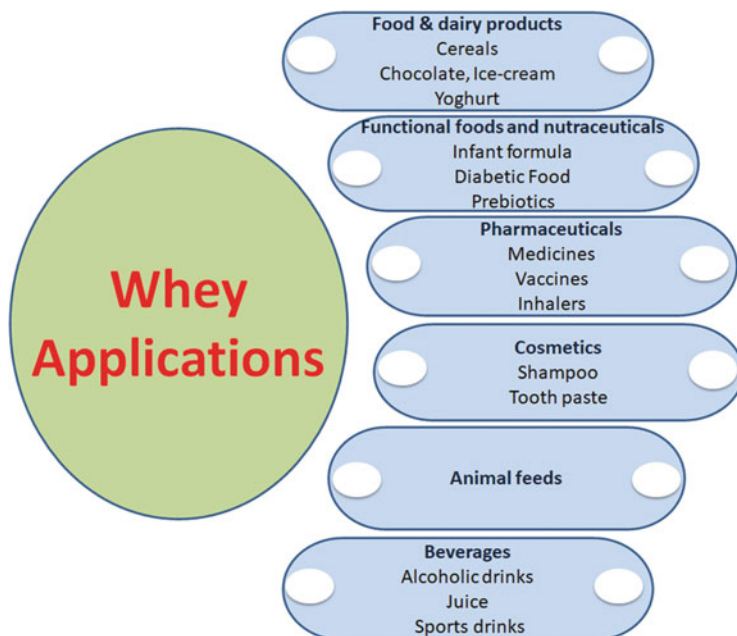 Whey
Applications
Food & dairy products
Cereals
Chocolate, Ice-cream
Yoghurt
Functional foods and nutraceuticals
Infant formula
Diabetic Food
Prebiotics
Pharmaceuticals
Medicines
Vaccines
Inhalers
Cosmetics
Shampoo
Tooth paste
Animal feeds
Beverages
Alcoholic drinks
Juice
Sports drinks